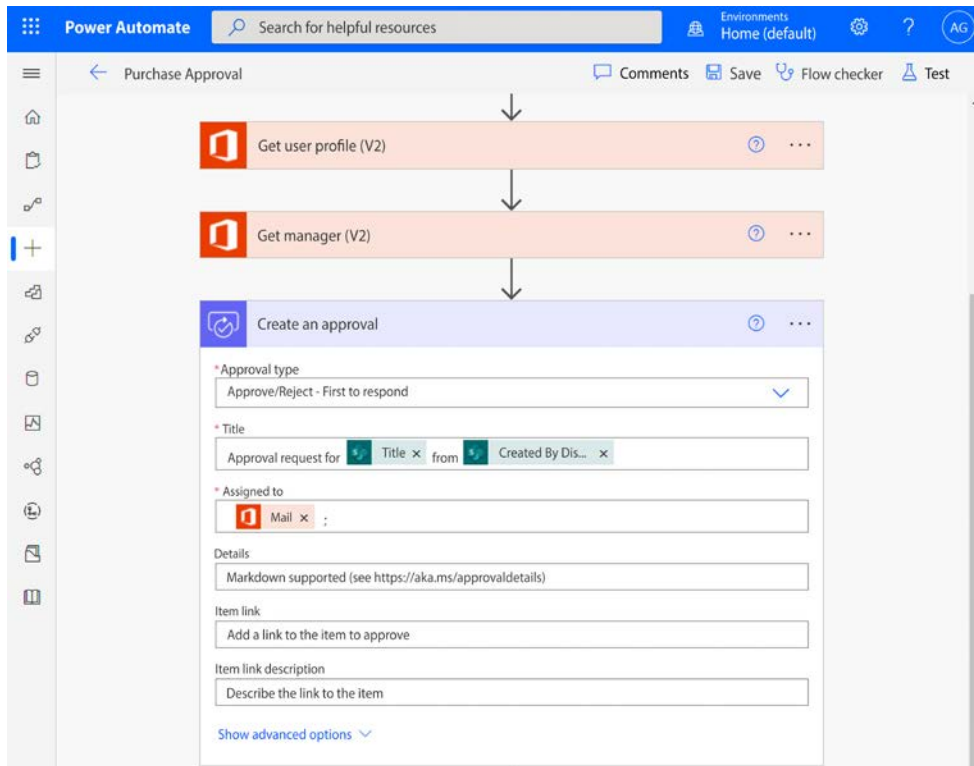 Power Automate
Search for helpful resources
Environments
Home (default)
?
AG
Purchase Approval
Comments
Save
Flow checker
Test
Get user profile (V2)
?
...
Get manager (V2)
?
...
Create an approval
?
...
*Approval type
Approve/Reject - First to respond
* Title
Approval request for Title × from Created By Dis... ×
* Assigned to
Mail × ;
Details
Markdown supported (see https://aka.ms/approvaldetails)
Item link
Add a link to the item to approve
Item link description
Describe the link to the item
Show advanced options